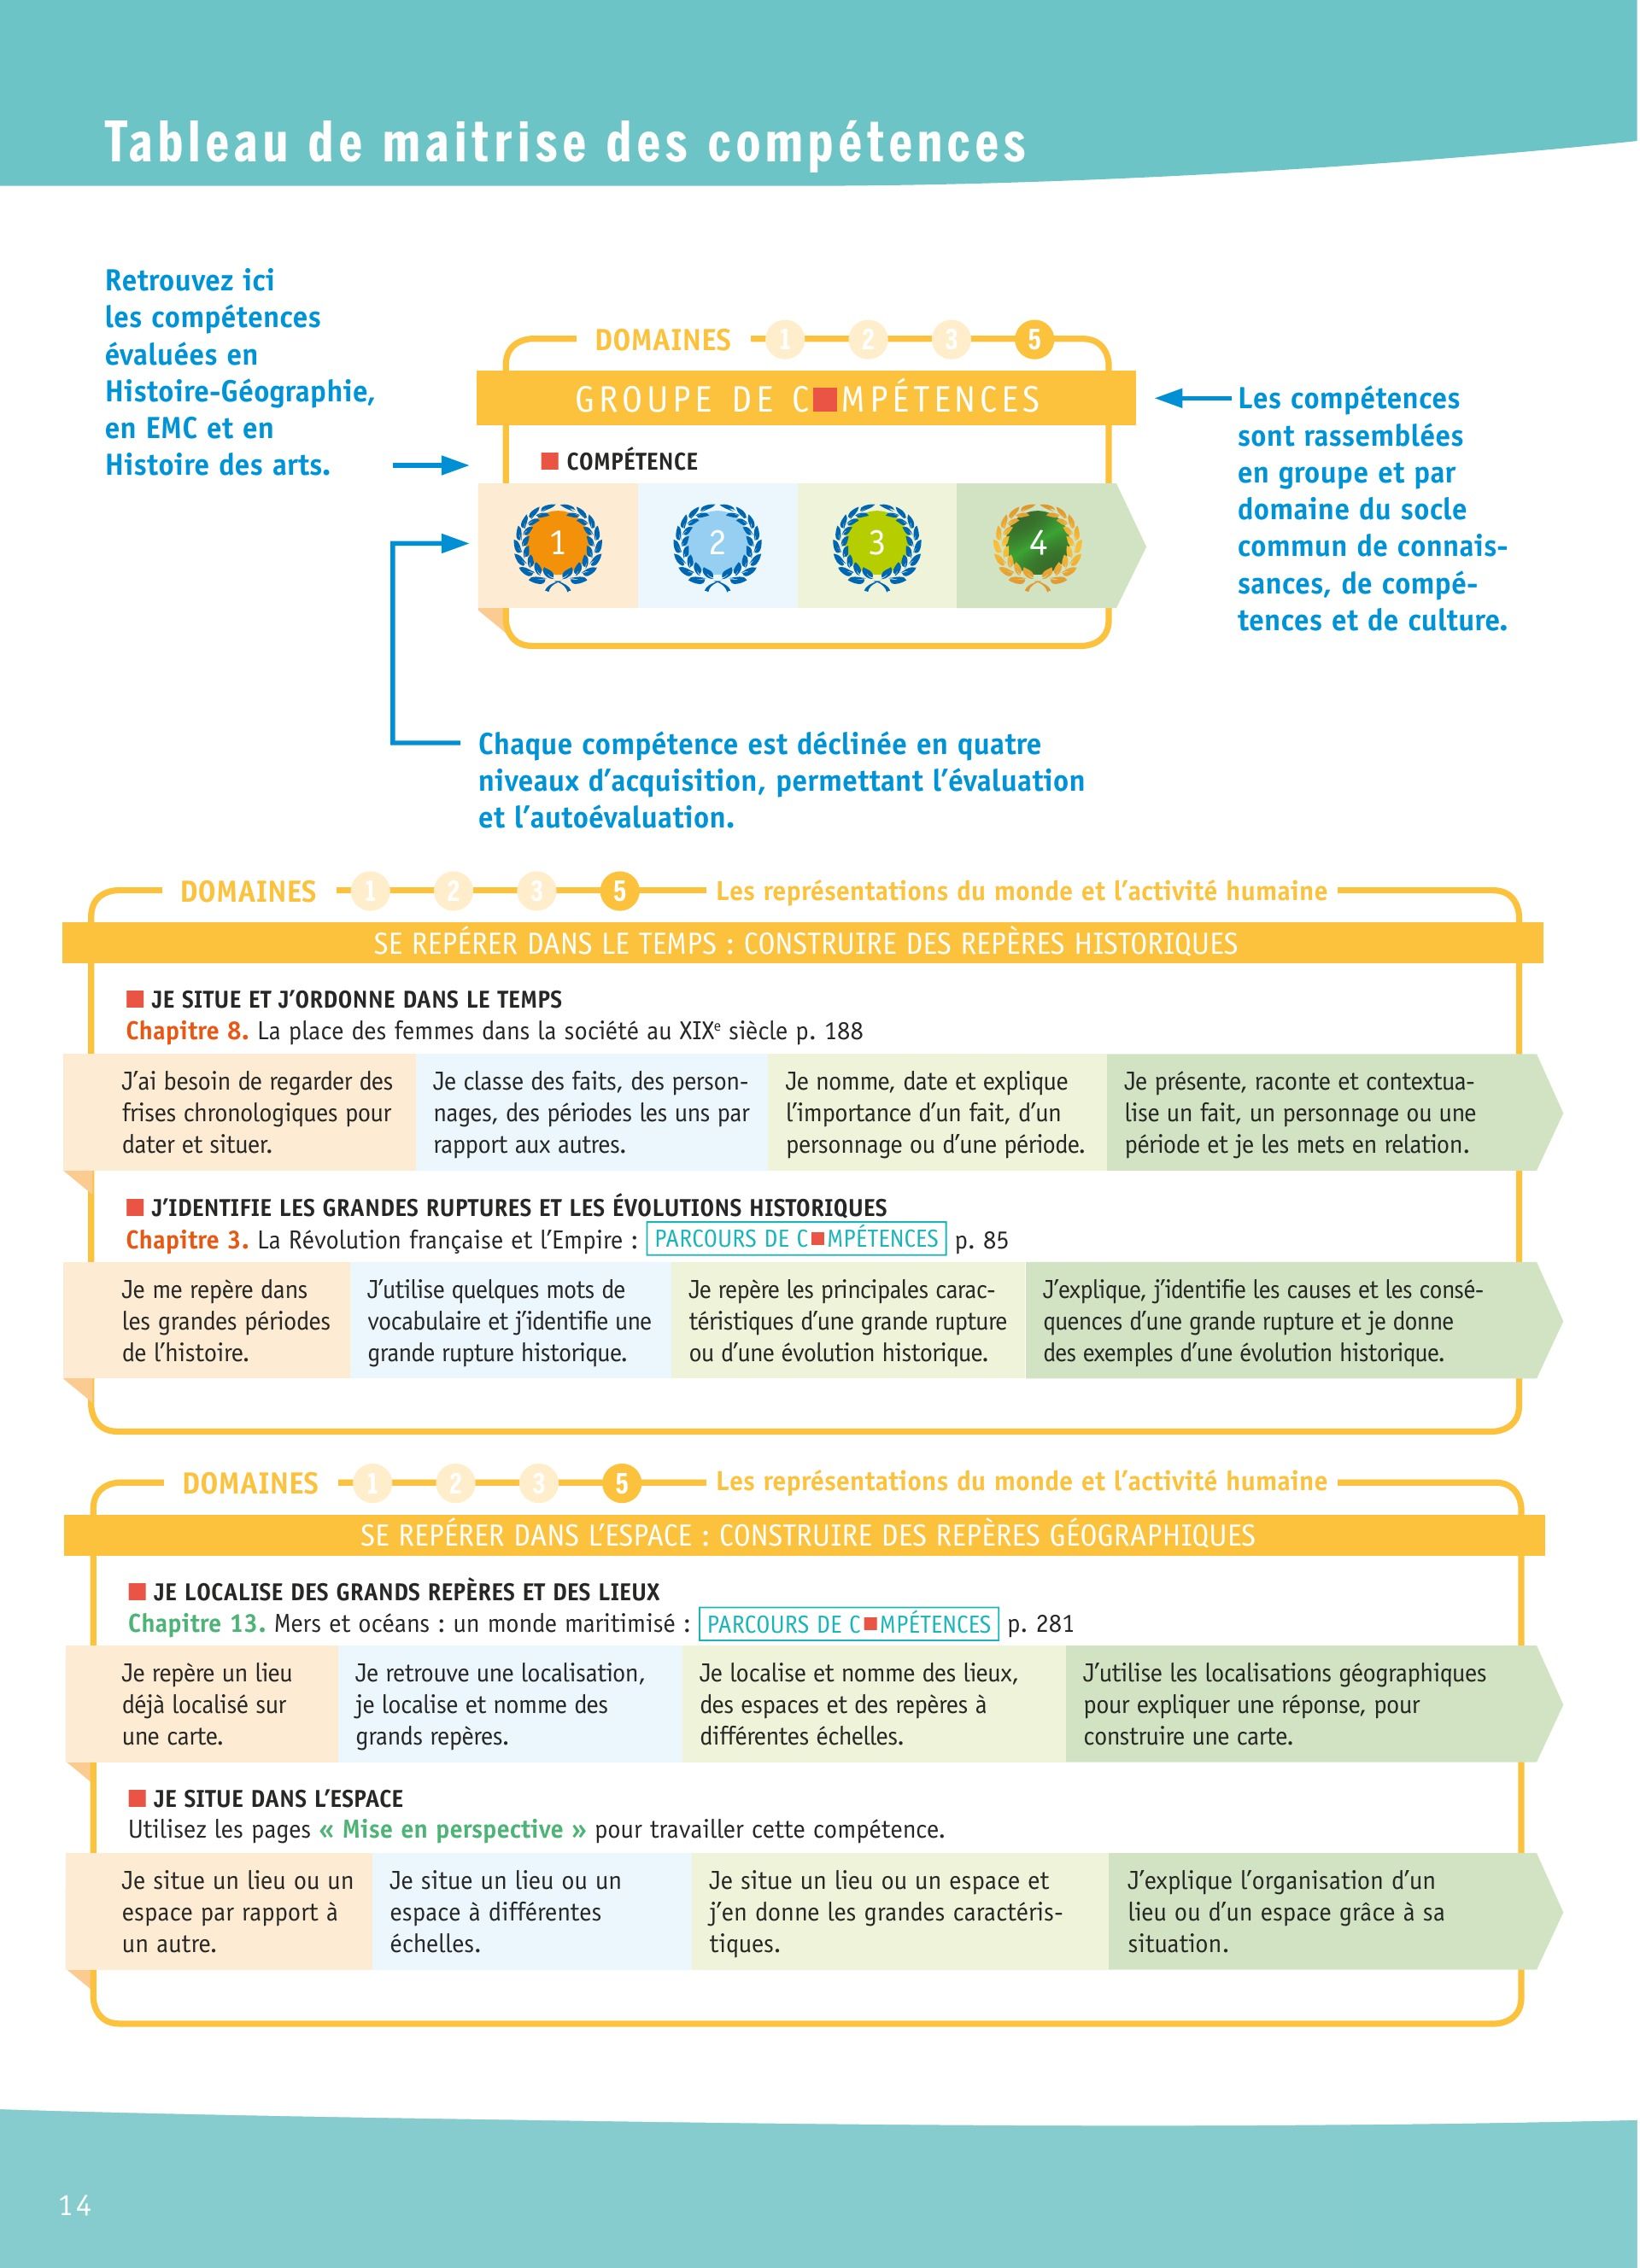 Tableau de maitrise des compétences
Retrouvez ici
les compétences
évaluées en
Histoire-Géographie,
en EMC et en
Histoire des arts.
DOMAINES 1 2 3 5
GROUPE DE C■MPÉTENCES
■ COMPÉTENCE
1 2 3 4
Les compétences
sont rassemblées
en groupe et par
domaine du socle
commun de connais-
sances, de compé-
tences et de culture.
Chaque compétence est déclinée en quatre
niveaux d’acquisition, permettant l’évaluation
et l’autoévaluation.
DOMAINES 1 2 3 5 Les représentations du monde et l’activité humaine
SE REPÉRER DANS LE TEMPS : CONSTRUIRE DES REPÈRES HISTORIQUES
■ JE SITUE ET J’ORDONNE DANS LE TEMPS
Chapitre 8. La place des femmes dans la société au XIXe siècle p. 188
J’ai besoin de regarder des
frises chronologiques pour
dater et situer.
Je classe des faits, des person-
nages, des périodes les uns par
rapport aux autres.
Je nomme, date et explique
l’importance d’un fait, d’un
personnage ou d’une période.
Je présente, raconte et contextua-
lise un fait, un personnage ou une
période et je les mets en relation.
■ J’IDENTIFIE LES GRANDES RUPTURES ET LES ÉVOLUTIONS HISTORIQUES
Chapitre 3. La Révolution française et l’Empire : PARCOURS DE C■MPÉTENCES p. 85
Je me repère dans
les grandes périodes
de l’histoire.
J’utilise quelques mots de
vocabulaire et j’identifie une
grande rupture historique.
Je repère les principales carac-
téristiques d’une grande rupture
ou d’une évolution historique.
J’explique, j’identifie les causes et les consé-
quences d’une grande rupture et je donne
des exemples d’une évolution historique.
DOMAINES 1 2 3 5 Les représentations du monde et l’activité humaine
SE REPÉRER DANS L’ESPACE : CONSTRUIRE DES REPÈRES GÉOGRAPHIQUES
■ JE LOCALISE DES GRANDS REPÈRES ET DES LIEUX
Chapitre 13. Mers et océans : un monde maritimisé : PARCOURS DE C■MPÉTENCES p. 281
Je repère un lieu
déjà localisé sur
une carte.
Je retrouve une localisation,
je localise et nomme des
grands repères.
Je localise et nomme des lieux,
des espaces et des repères à
différentes échelles.
J’utilise les localisations géographiques
pour expliquer une réponse, pour
construire une carte.
■ JE SITUE DANS L’ESPACE
Utilisez les pages « Mise en perspective » pour travailler cette compétence.
Je situe un lieu ou un
espace par rapport à
un autre.
Je situe un lieu ou un
espace à différentes
échelles.
Je situe un lieu ou un espace et
j’en donne les grandes caractéris-
tiques.
J’explique l’organisation d’un
lieu ou d’un espace grâce à sa
situation.
14